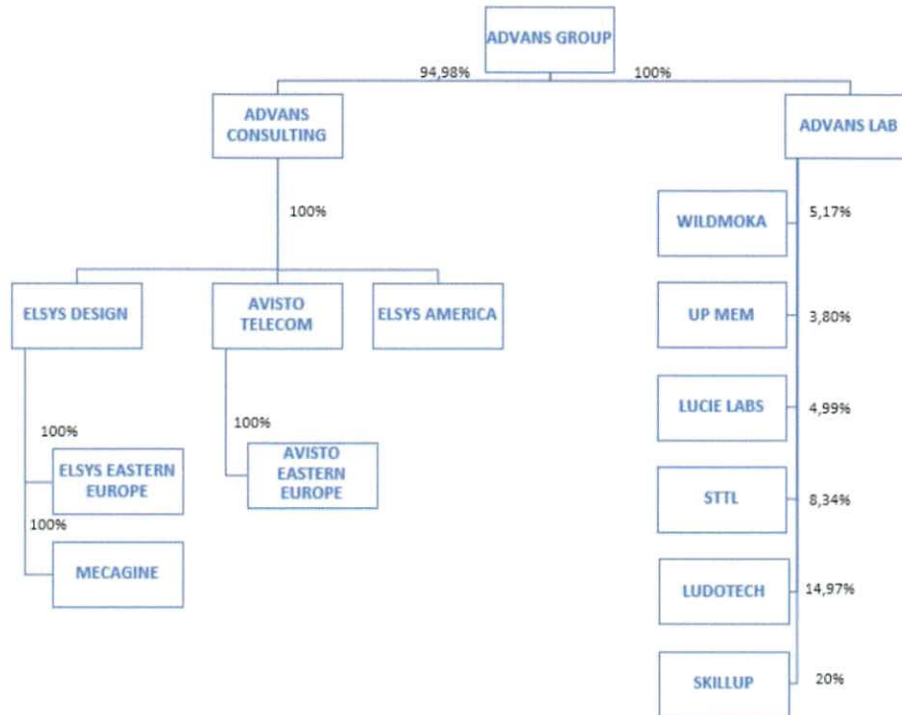 ADVANS GROUP
94,98%
100%
ADVANS
CONSULTING
ADVANS LAB
100%
WILDMOKA
5,17%
ELSYS DESIGN
AVISTO
TELECOM
ELSYS AMERICA
UP MEM
3,80%
LUCIE LABS
4,99%
100%
100%
ELSYS EASTERN
EUROPE
AVISTO
EASTERN
EUROPE
STTL
8,34%
100%
MECAGINE
LUDOTECH
14,97%
SKILLUP
20%